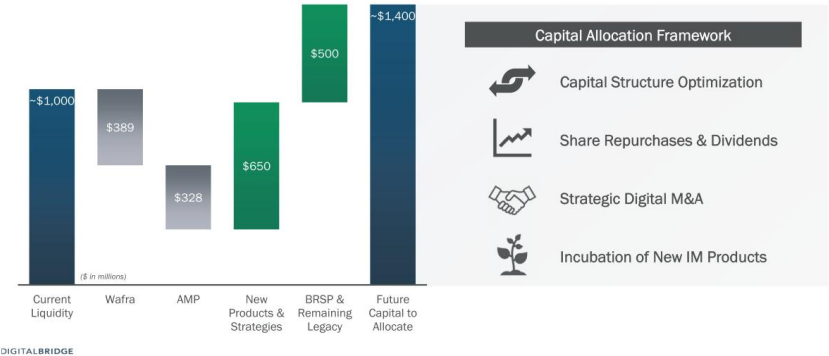 ~$1,000
$389
$328
$650
$500
~$1,400
($ in millions)
Current
Liquidity
Wafra
AMP
New
Products &
Strategies
BRSP &
Remaining
Legacy
Future
Capital to
Allocate
Capital Allocation Framework
Capital Structure Optimization
Share Repurchases & Dividends
Strategic Digital M&A
Incubation of New IM Products
DIGITALBRIDGE